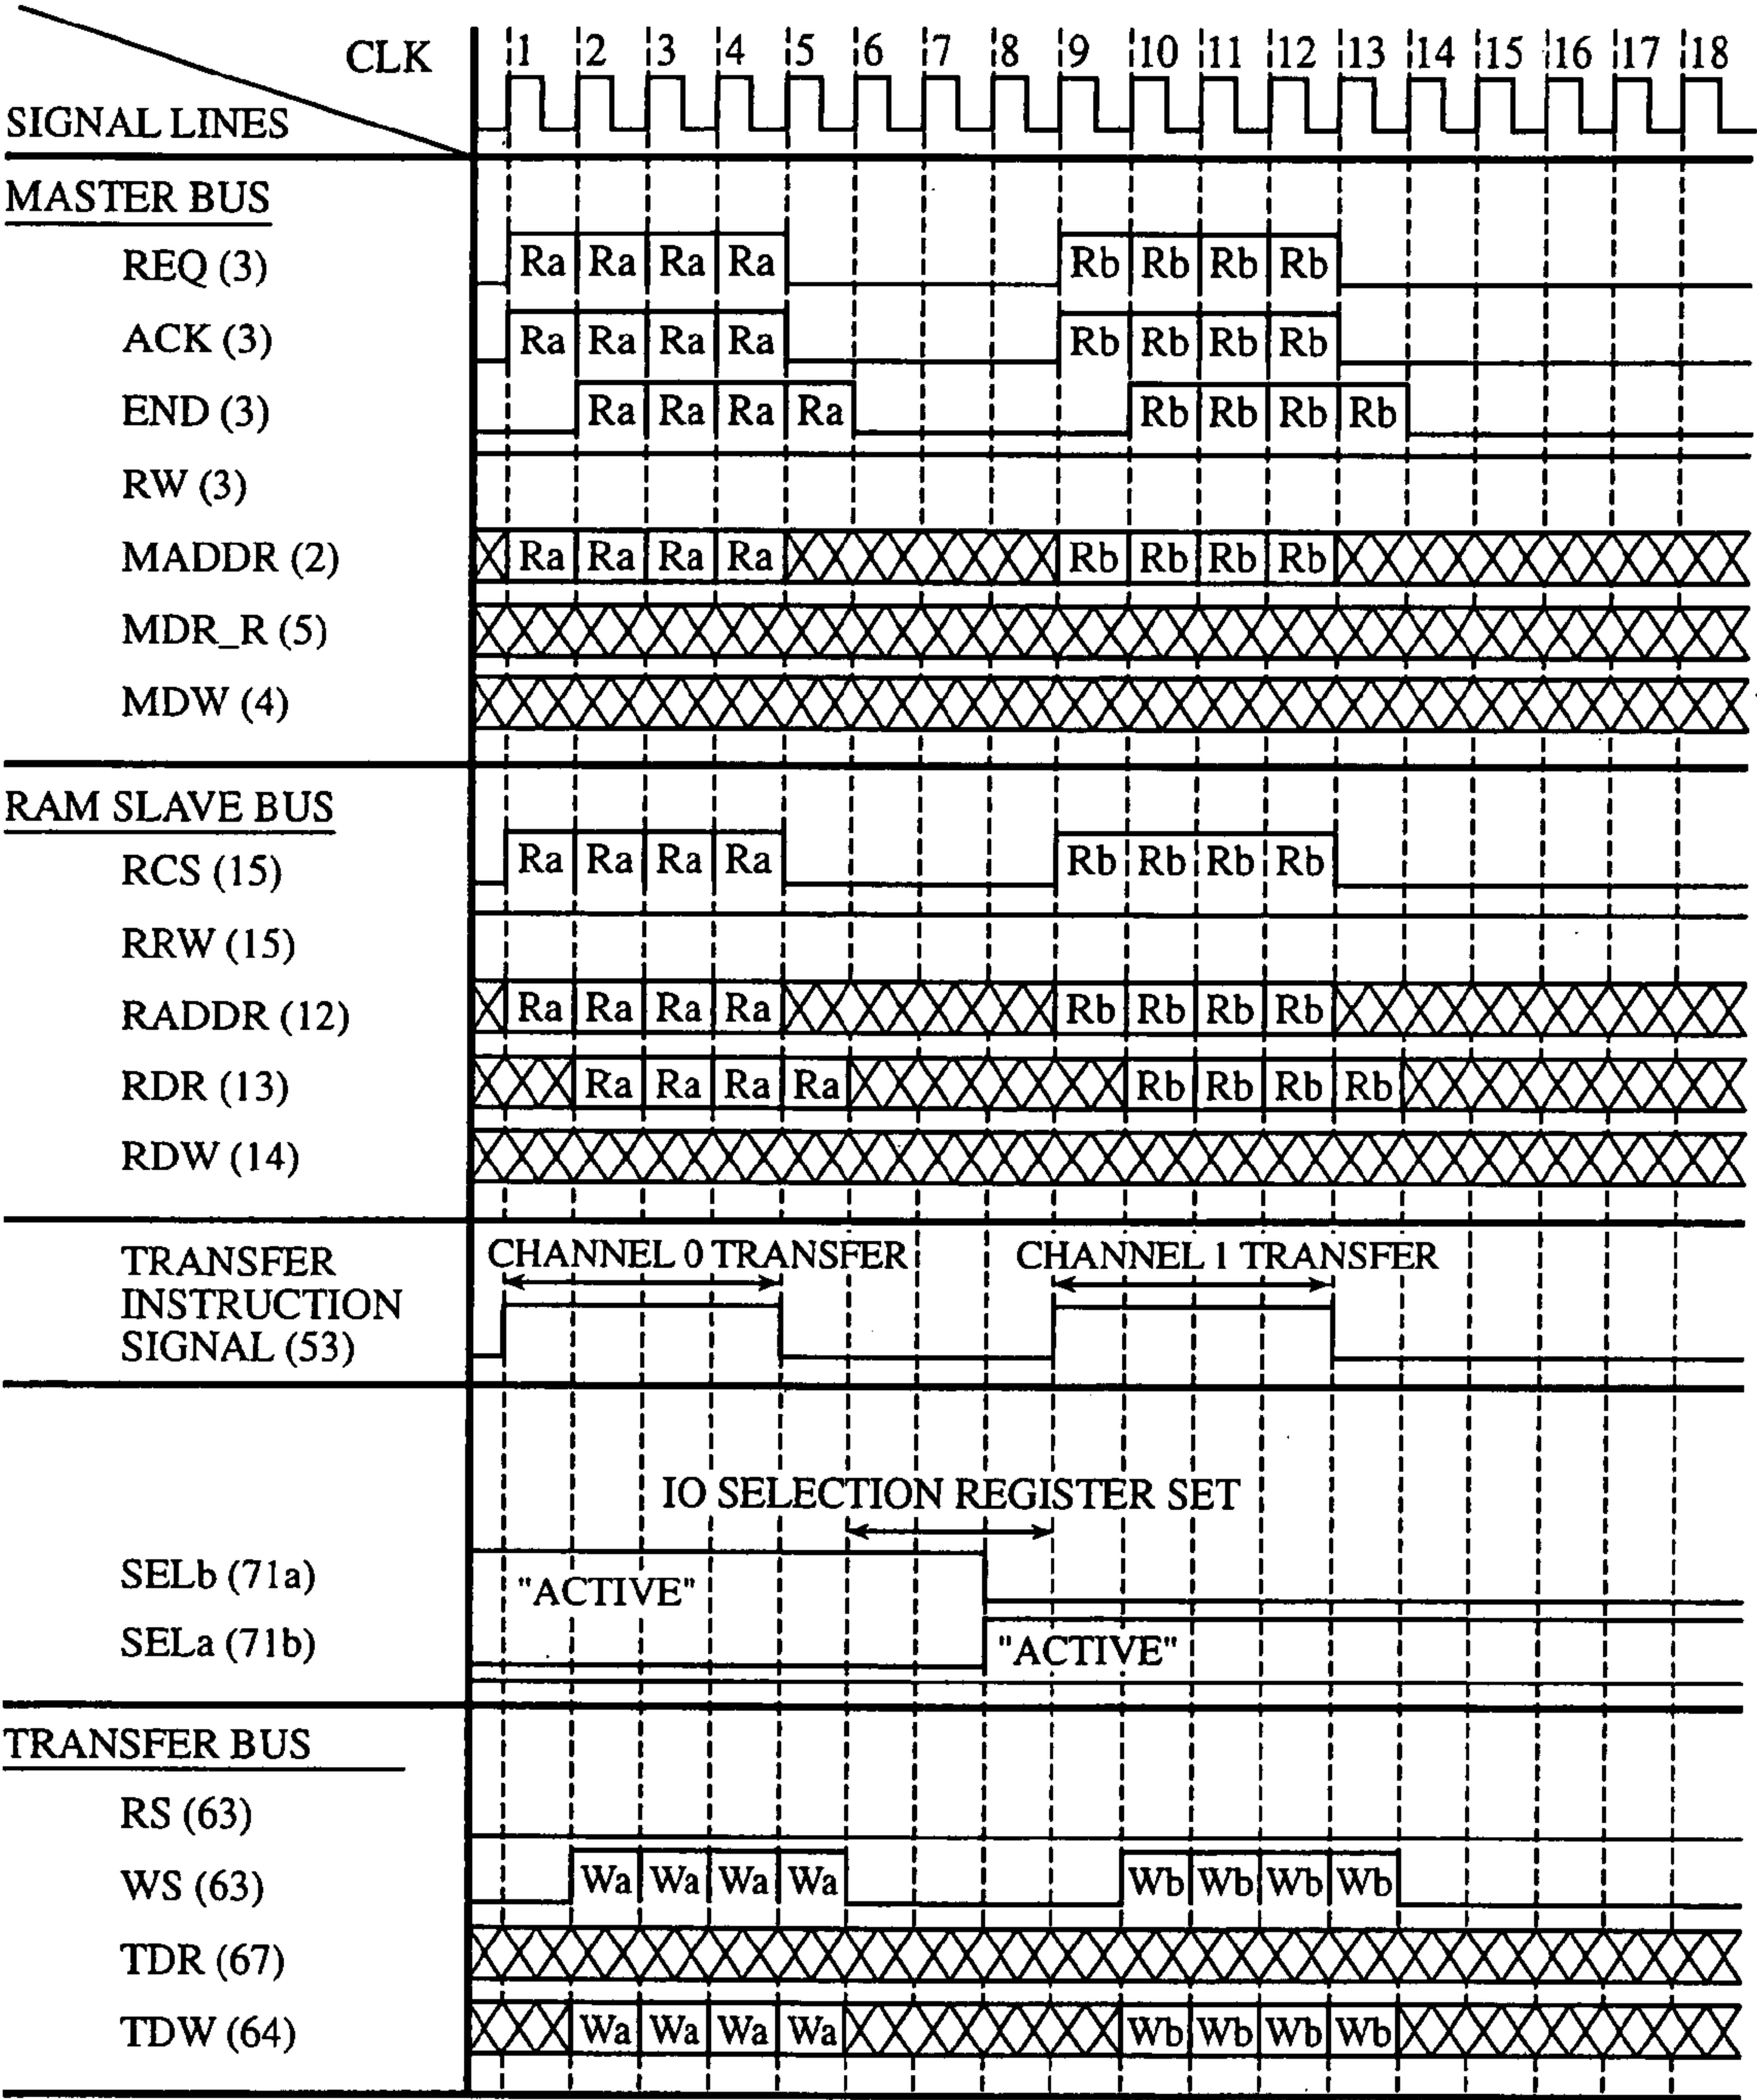 CLK 1 2 3 4 5 6 7 8 9 10 11 12 13 14 15 16 17 18
SIGNAL LINES
MASTER BUS
REQ (3) Ra Ra Ra Ra Rb Rb Rb Rb
ACK (3) Ra Ra Ra Ra Rb Rb Rb Rb
END (3) Ra Ra Ra Ra Rb Rb Rb Rb
RW (3)
MADDR (2) Ra Ra Ra Ra Rb Rb Rb Rb
MDR_R (5)
MDW (4)
RAM SLAVE BUS
RCS (15) Ra Ra Ra Ra Rb Rb Rb Rb
RRW (15)
RADDR (12) Ra Ra Ra Ra Rb Rb Rb Rb
RDR (13) Ra Ra Ra Ra Rb Rb Rb Rb
RDW (14)
TRANSFER
INSTRUCTION
SIGNAL (53)
CHANNEL 0 TRANSFER CHANNEL 1 TRANSFER
IO SELECTION REGISTER SET
SELb (71a) "ACTIVE"
SELa (71b) "ACTIVE"
TRANSFER BUS
RS (63)
WS (63) Wa Wa Wa Wa Wb Wb Wb Wb
TDR (67)
TDW (64) Wa Wa Wa Wa Wb Wb Wb Wb